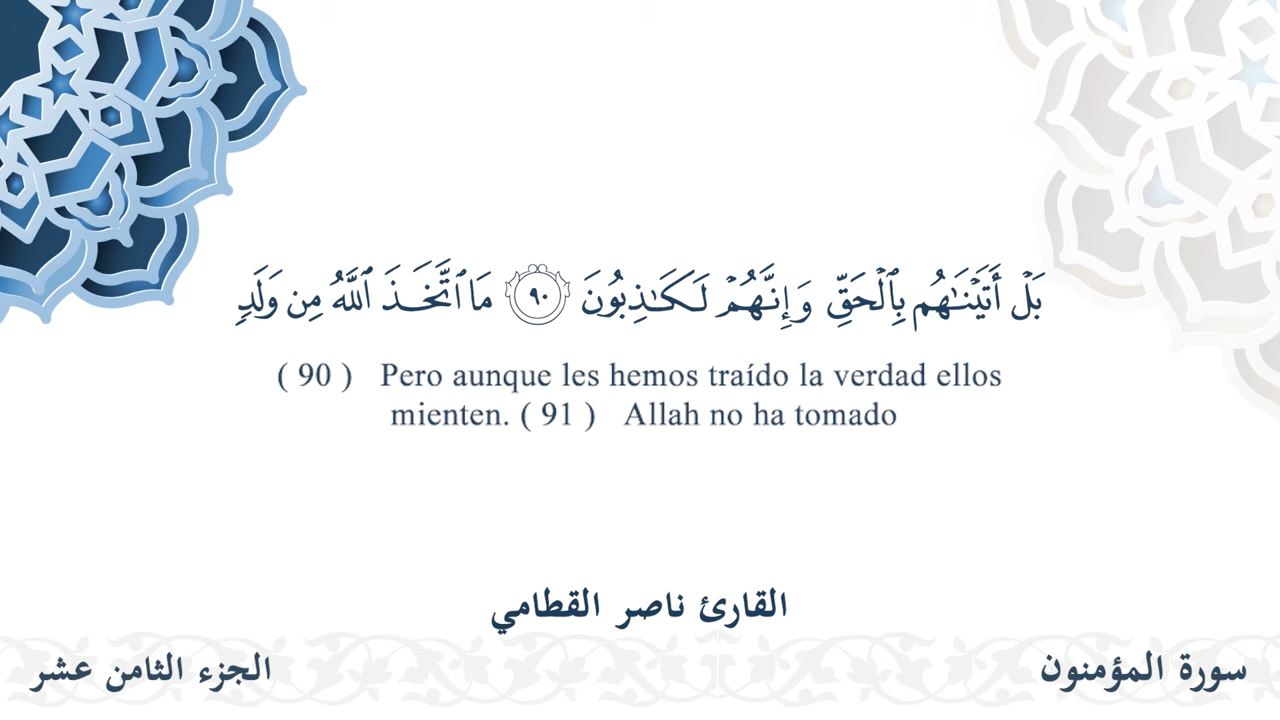 بَلۡ أَتَيۡنَٰهُم بِٱلۡحَقِّ وَإِنَّهُمۡ لَكَٰذِبُونَ ٩٠ مَا ٱتَّخَذَ ٱللَّهُ مِن وَلَدٖ
( 90 ) Pero aunque les hemos traído la verdad ellos
mienten. ( 91 ) Allah no ha tomado
القارئ ناصر القطامي
سورة المؤمنون
الجزء الثامن عشر